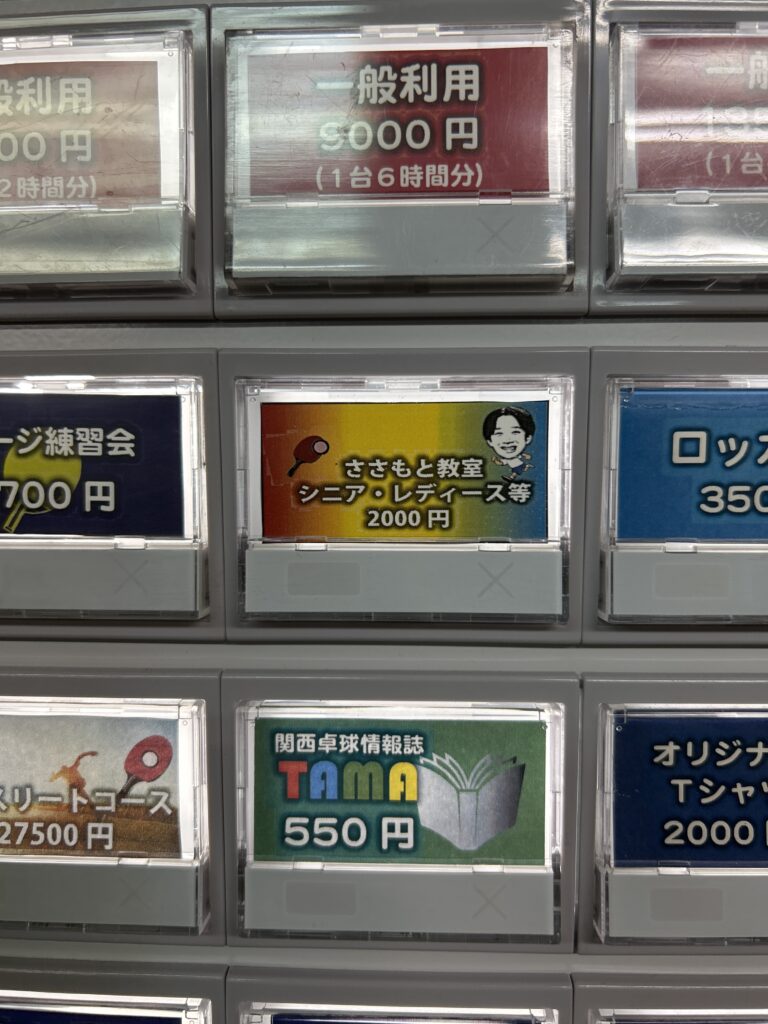 般利用
00 円
2時間分)
一般利用
9000 円
(1台6時間分)
一般
(1台
ージ練習会
700 円
ささもと教室
シニア・レディース等
2000 円
ロッカ
350
スリートコース
27500 円
関西卓球情報誌
TAMA
550 円
オリジナ
Tシャツ
2000